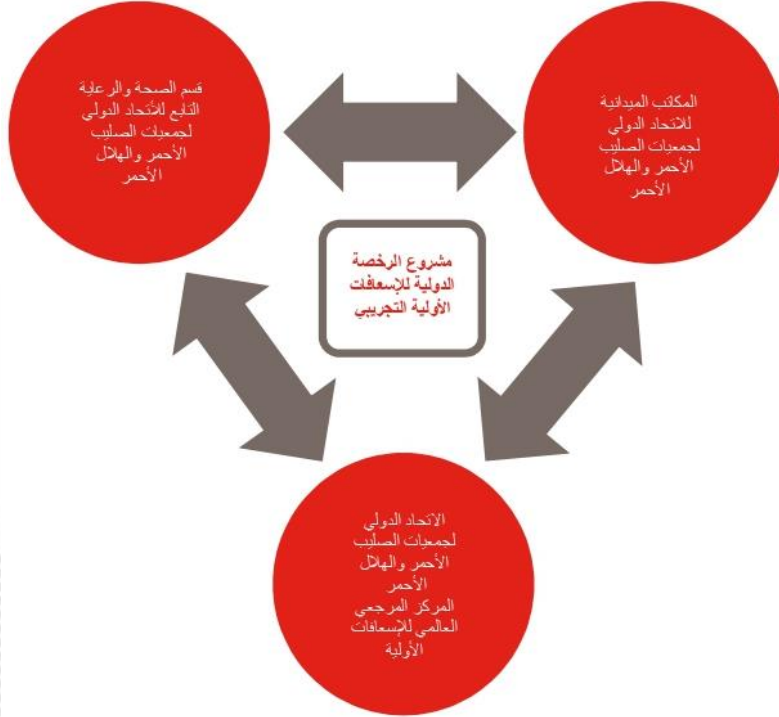 المكاتب الميدانية
للاتحاد الدولي
لجمعيات الصليب
الأحمر والهلال
الأحمر
قسم الصحة والرعاية
التابع للأتحاد الدولي
لجمعيات الصليب
الأحمر والهلال
الأحمر
مشروع الرخصة
الدولية للإسعافات
الأولية التجريبي
الاتحاد الدولي
لجمعيات الصليب
الأحمر والهلال
الأحمر
المركز المرجعي
العالمي للإسعافات
الأولية